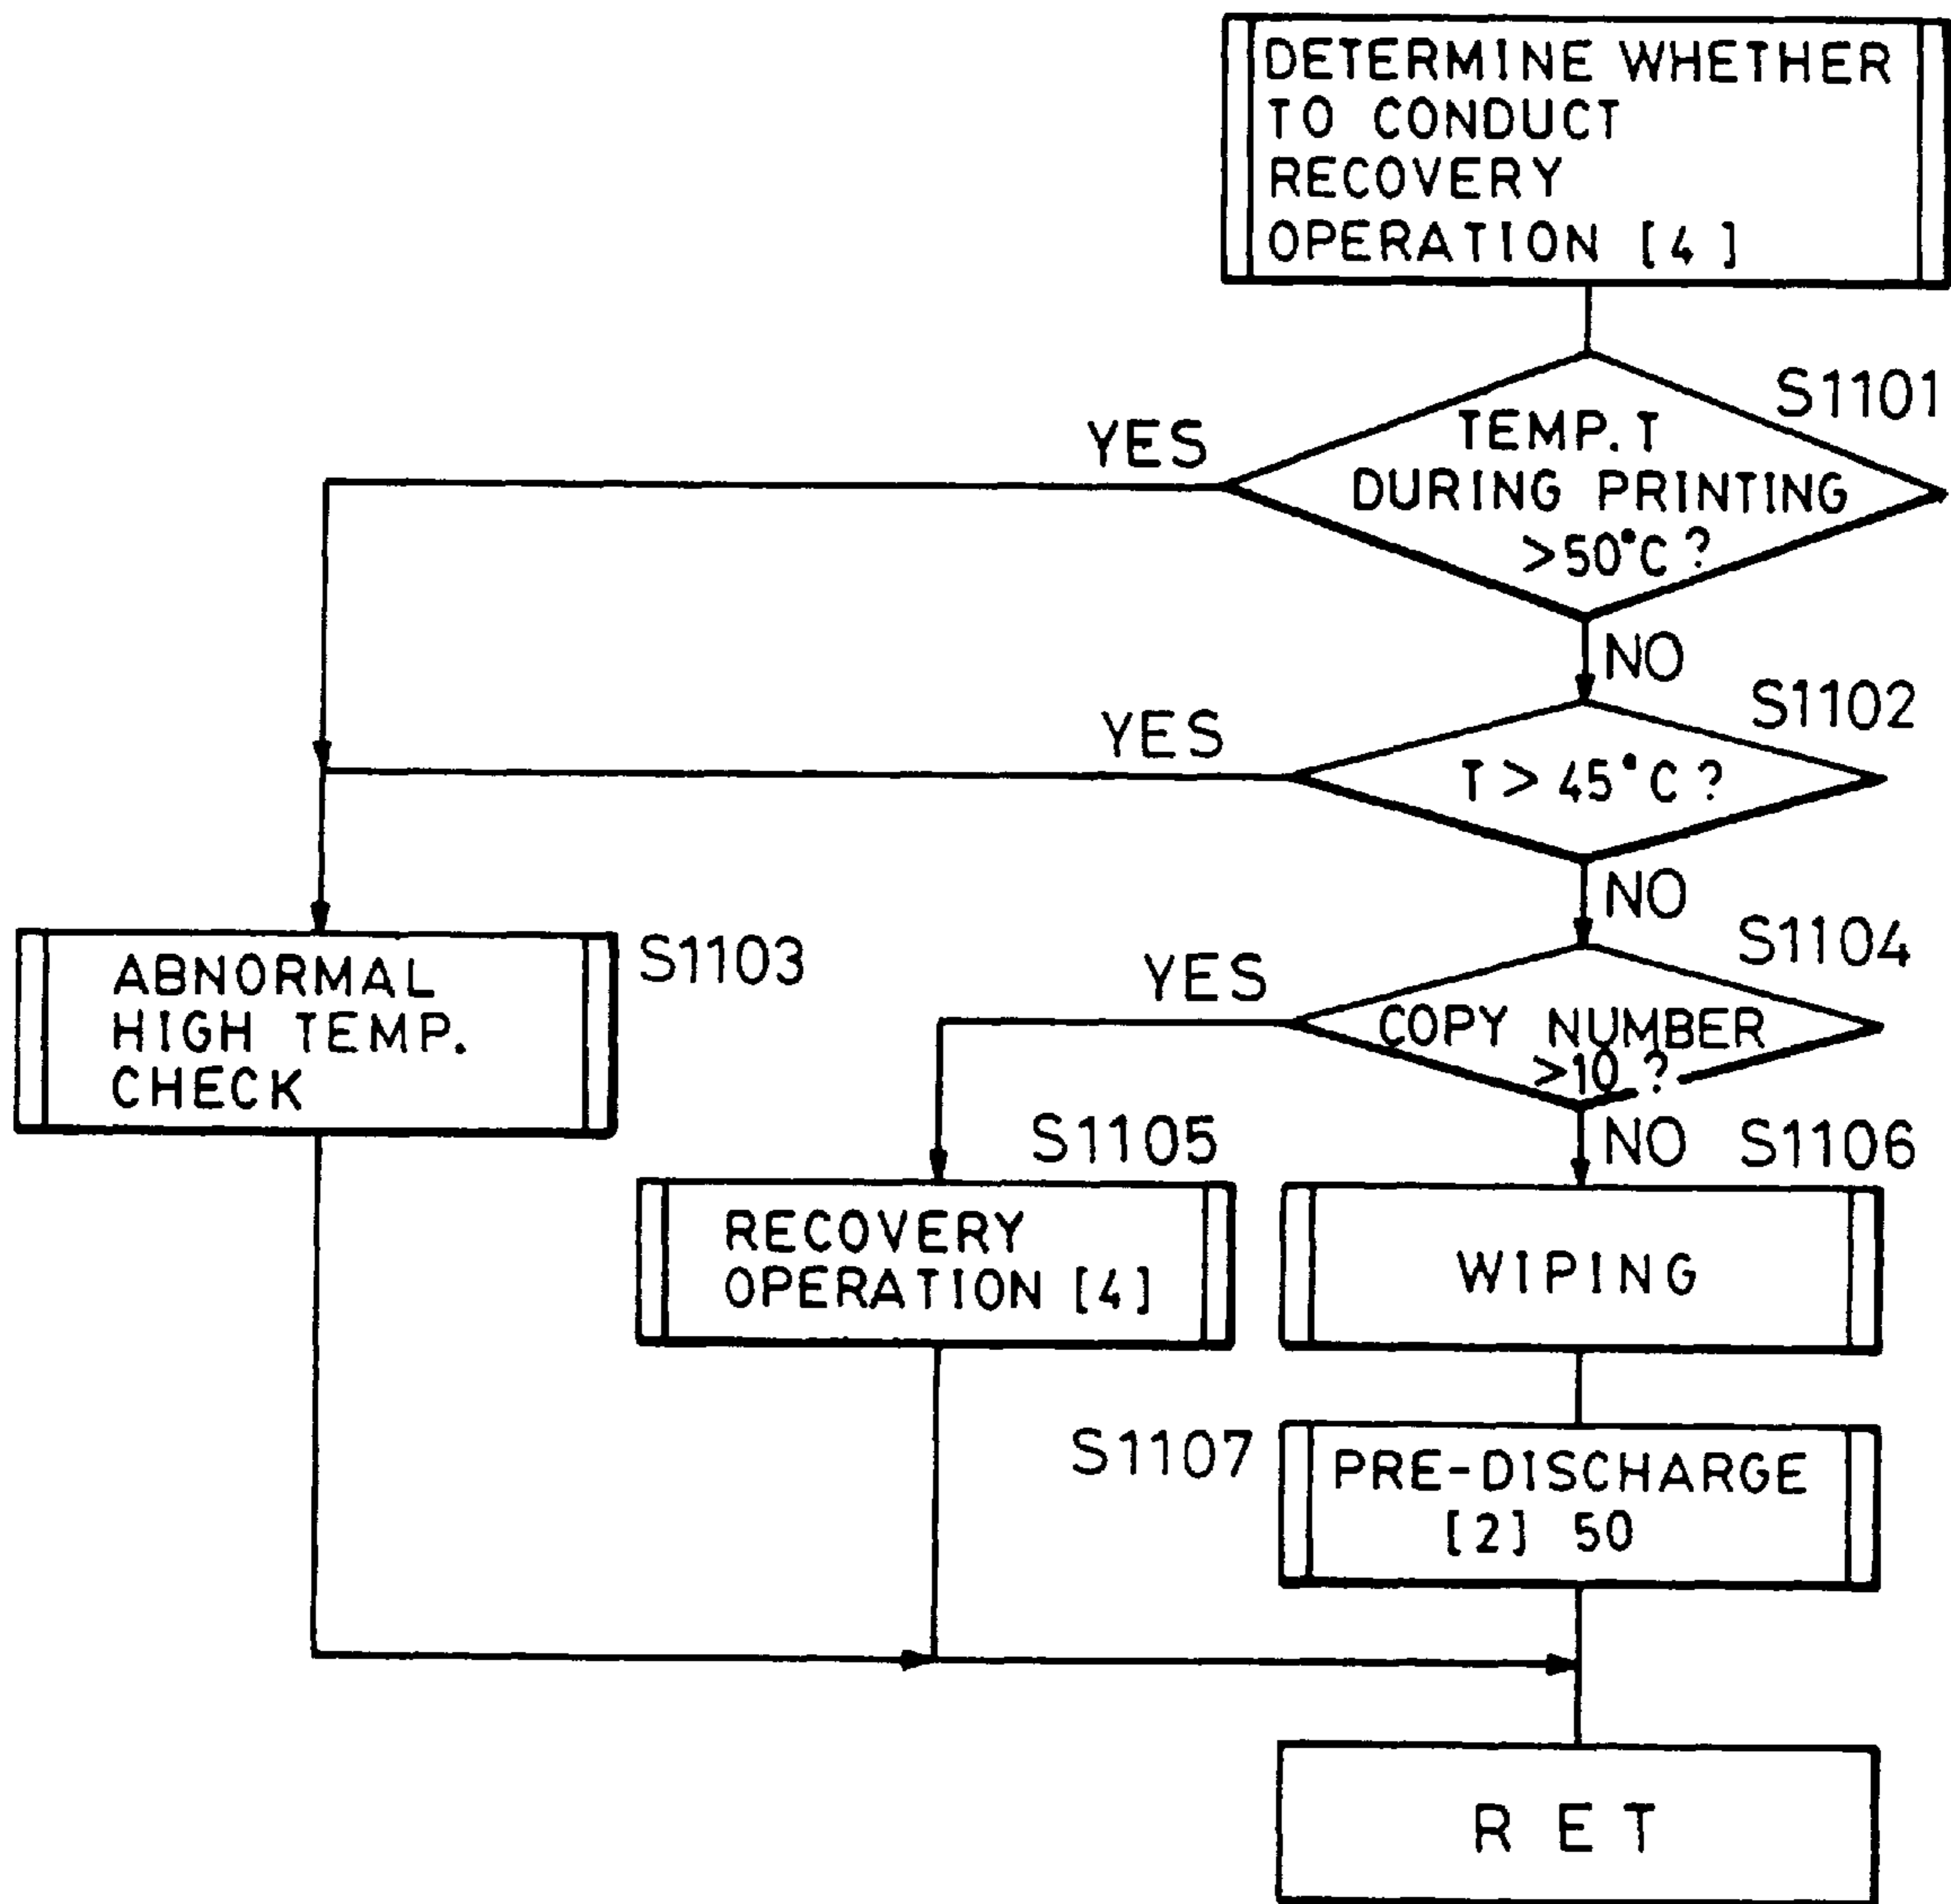 DETERMINE WHETHER
TO CONDUCT
RECOVERY
OPERATION [4]
S1101
TEMP. T
DURING PRINTING
>50°C?
YES
NO
S1102
T > 45°C?
YES
NO
S1104
COPY NUMBER
>10 ?
YES
NO
S1103
ABNORMAL
HIGH TEMP.
CHECK
S1105
RECOVERY
OPERATION [4]
S1106
WIPING
S1107
PRE-DISCHARGE
[2] 50
RET